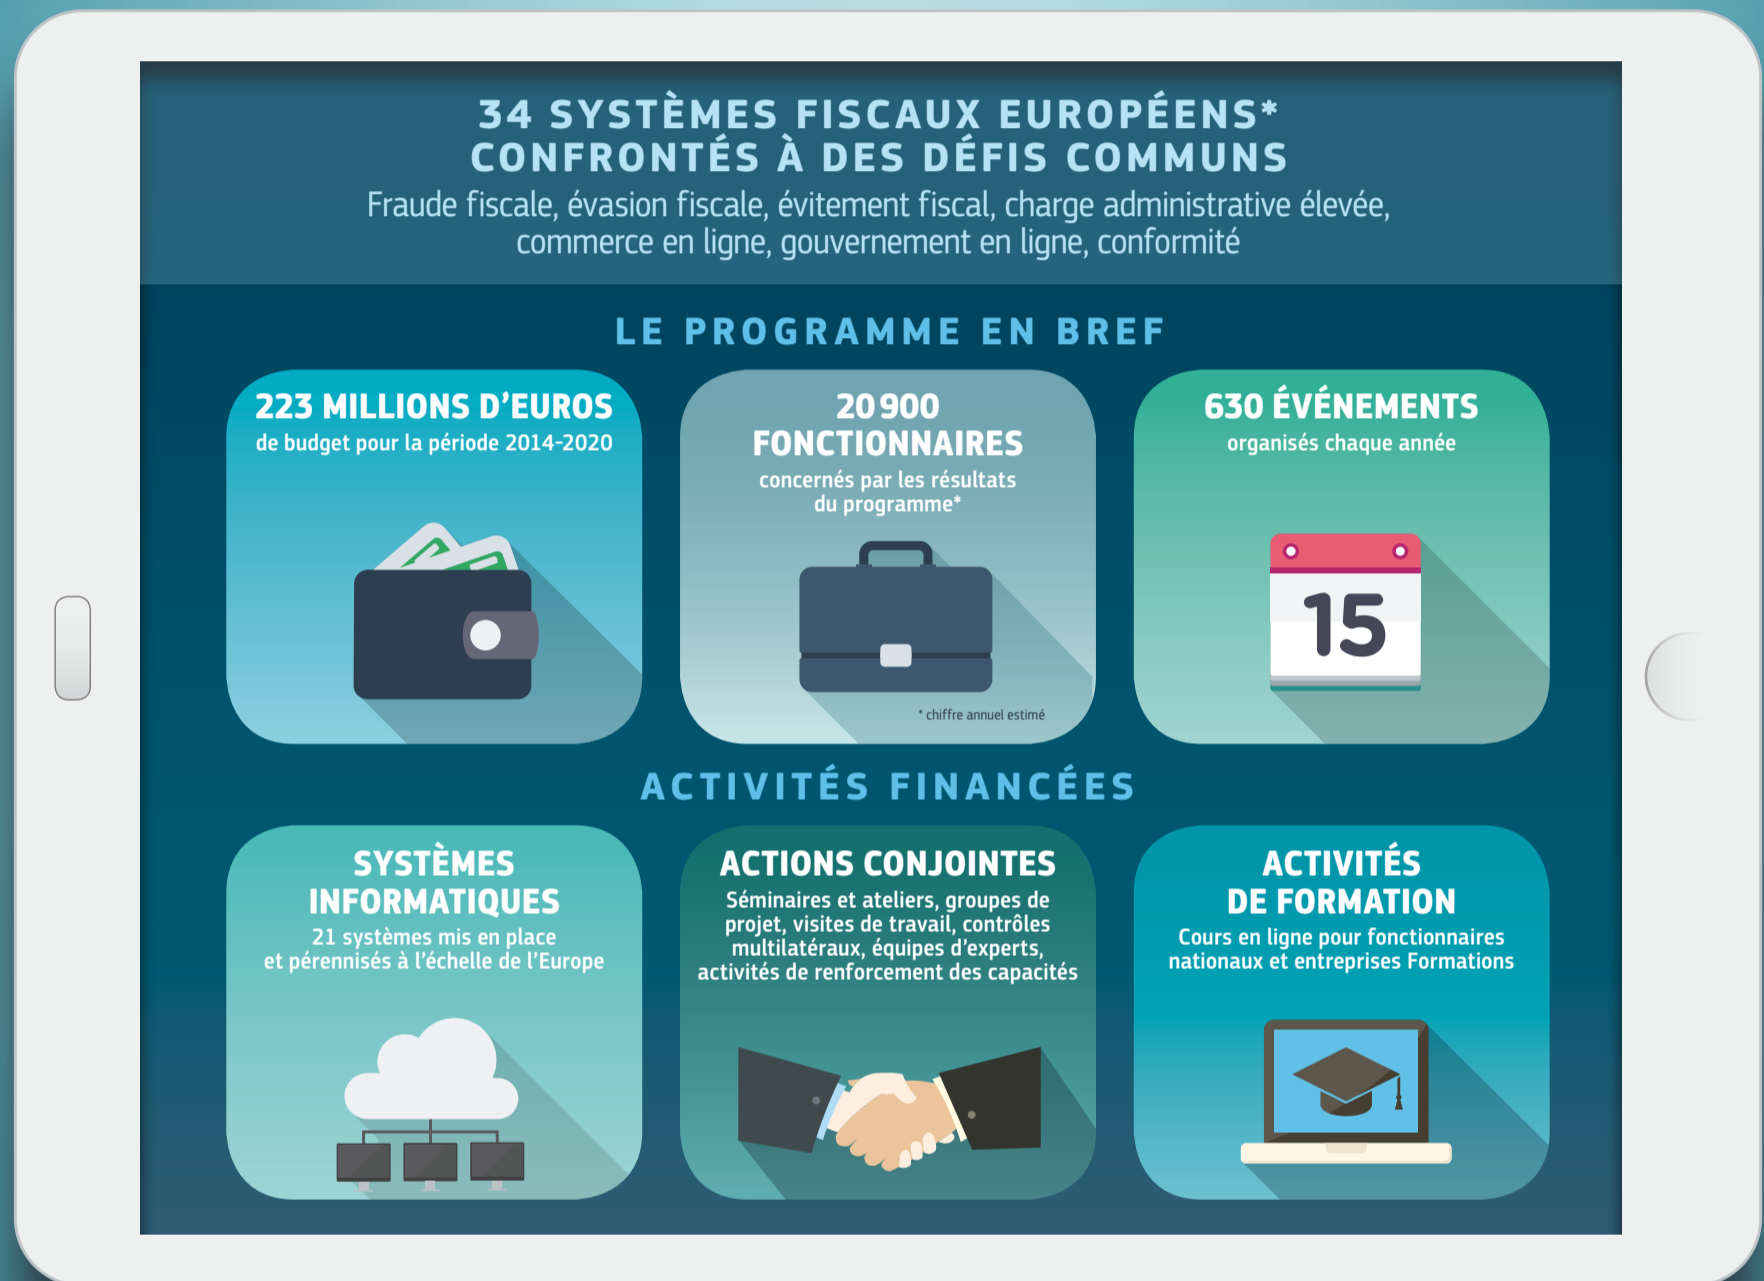 34 SYSTÈMES FISCAUX EUROPÉENS*
CONFRONTÉS À DES DÉFIS COMMUNS
Fraude fiscale, évasion fiscale, évitement fiscal, charge administrative élevée,
commerce en ligne, gouvernement en ligne, conformité
LE PROGRAMME EN BREF
223 MILLIONS D’EUROS
de budget pour la période 2014-2020
20 900
FONCTIONNAIRES
concernés par les résultats
du programme*
* chiffre annuel estimé
630 ÉVÉNEMENTS
organisés chaque année
15
ACTIVITÉS FINANCÉES
SYSTÈMES
INFORMATIQUES
21 systèmes mis en place
et pérennisés à l’échelle de l’Europe
ACTIONS CONJOINTES
Séminaires et ateliers, groupes de
projet, visites de travail, contrôles
multilatéraux, équipes d’experts,
activités de renforcement des capacités
ACTIVITÉS
DE FORMATION
Cours en ligne pour fonctionnaires
nationaux et entreprises Formations